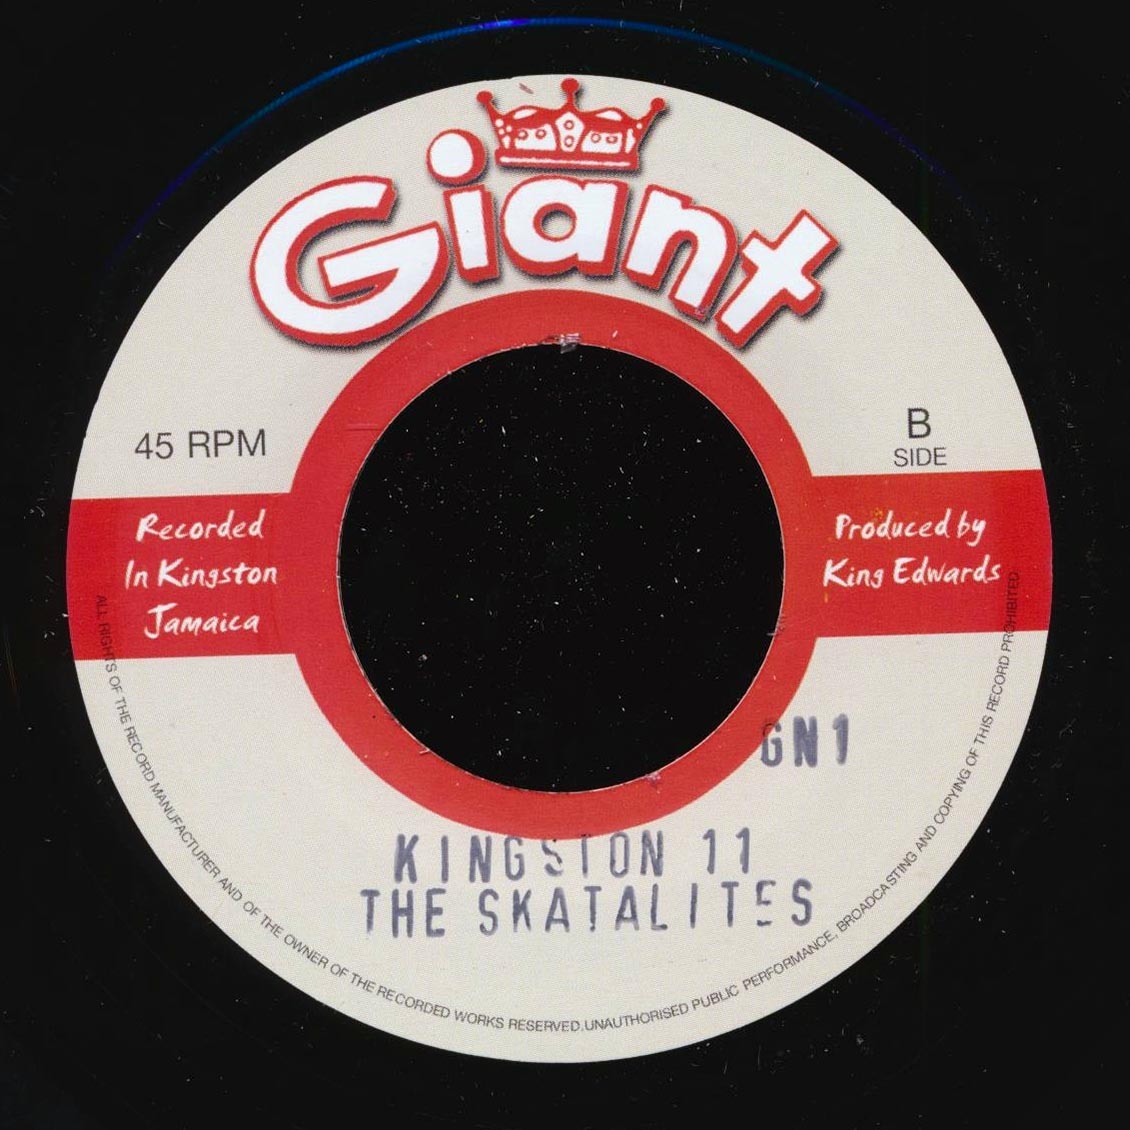 Giant
45 RPM
B
SIDE
Recorded
In Kingston
Jamaica
Produced by
King Edwards
GN1
KINGSTON 11
THE SKATALITES
ALL RIGHTS OF THE RECORD MANUFACTURER AND OF THE OWNER OF THE RECORDED WORKS RESERVED.UNAUTHORISED PUBLIC PERFORMANCE, BROADCASTING AND COPYING OF THIS RECORD PROHIBITED